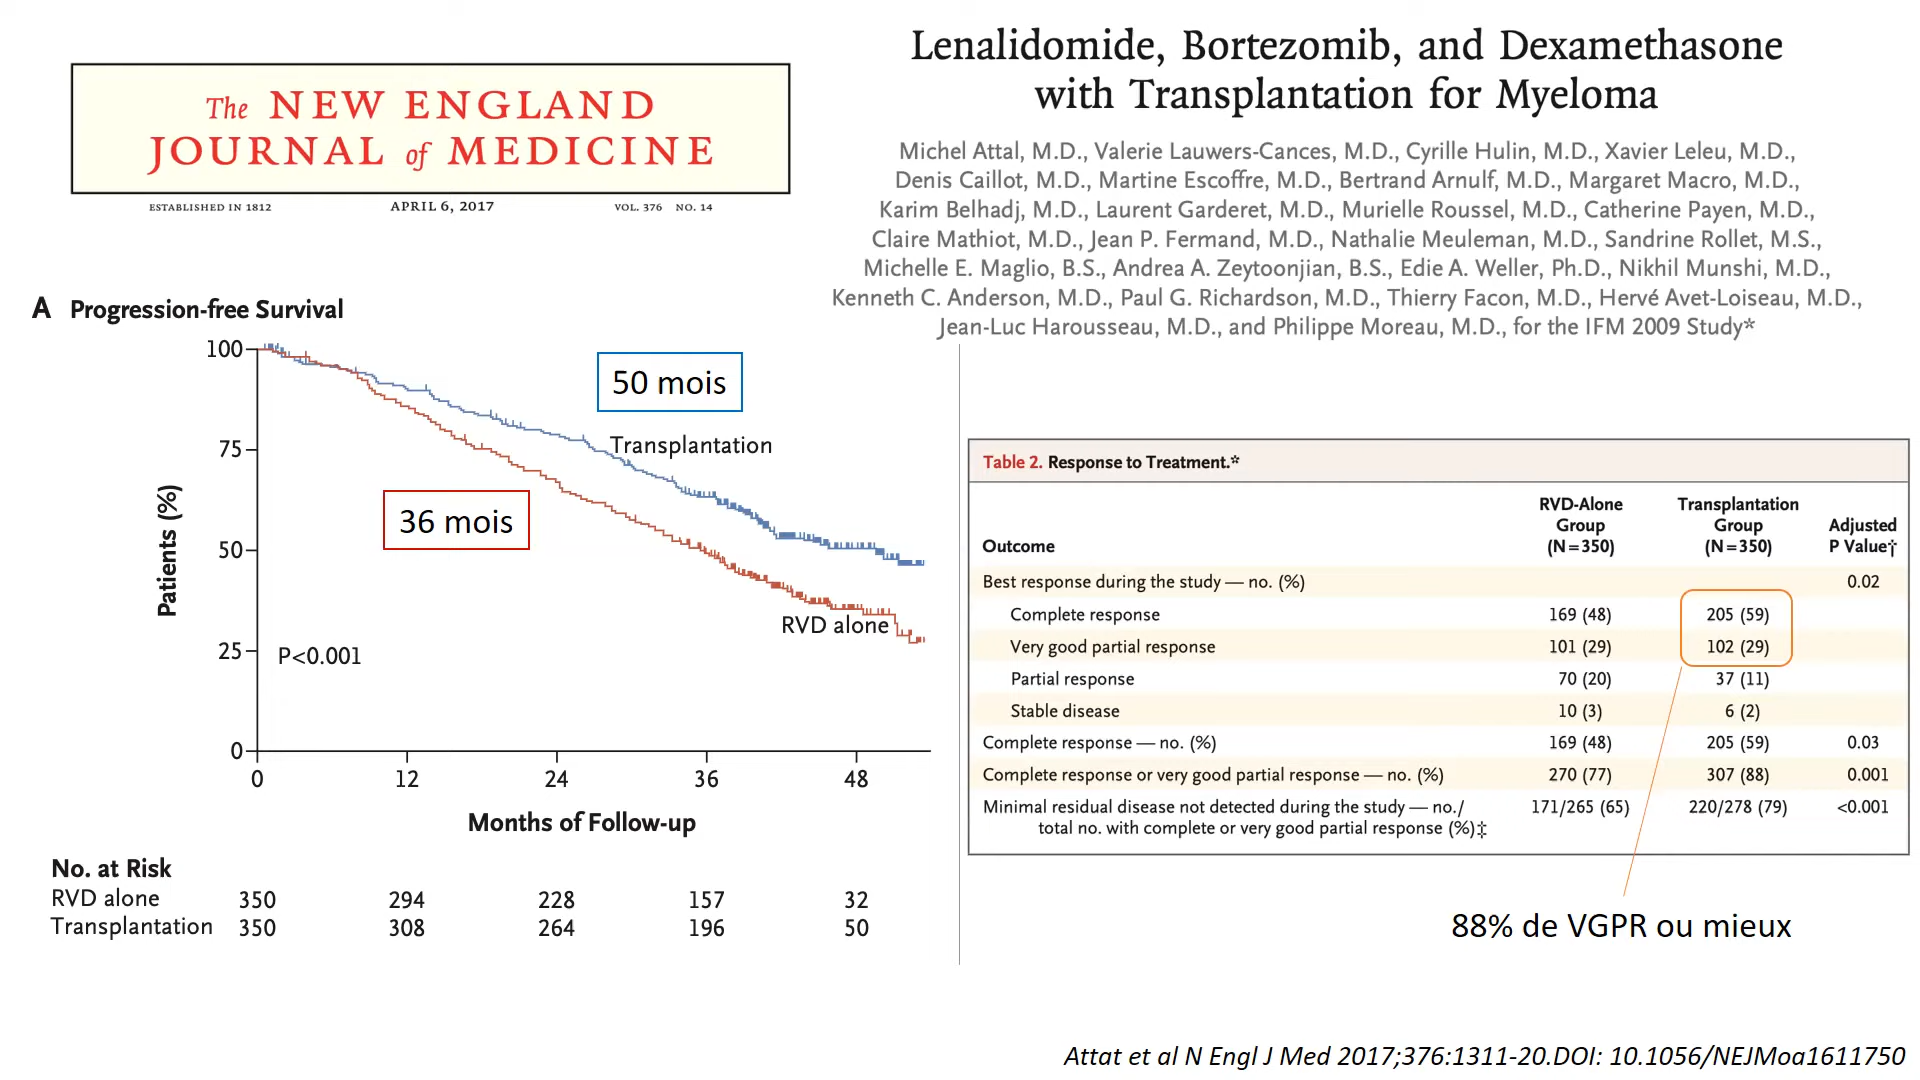 The NEW ENGLAND
JOURNAL of MEDICINE
ESTABLISHED IN 1812 APRIL 6, 2017 VOL. 376 NO. 14
Lenalidomide, Bortezomib, and Dexamethasone
with Transplantation for Myeloma
Michel Attal, M.D., Valerie Lauwers-Cances, M.D., Cyrille Hulin, M.D., Xavier Leleu, M.D.,
Denis Caillot, M.D., Martine Escoffre, M.D., Bertrand Arnulf, M.D., Margaret Macro, M.D.,
Karim Belhadj, M.D., Laurent Garderet, M.D., Murielle Roussel, M.D., Catherine Payen, M.D.,
Claire Mathiot, M.D., Jean P. Fermand, M.D., Nathalie Meuleman, M.D., Sandrine Rollet, M.S.,
Michelle E. Maglio, B.S., Andrea A. Zeytoonjian, B.S., Edie A. Weller, Ph.D., Nikhil Munshi, M.D.,
Kenneth C. Anderson, M.D., Paul G. Richardson, M.D., Thierry Facon, M.D., Hervé Avet-Loiseau, M.D.,
Jean-Luc Harousseau, M.D., and Philippe Moreau, M.D., for the IFM 2009 Study*
A Progression-free Survival
100
75
50
25
0
Patients (%)
50 mois
Transplantation
36 mois
RVD alone
P<0.001
0 12 24 36 48
Months of Follow-up
No. at Risk
RVD alone 350 294 228 157 32
Transplantation 350 308 264 196 50
Table 2. Response to Treatment.*
Outcome RVD-Alone Group (N=350) Transplantation Group (N=350) Adjusted P Value†
Best response during the study — no. (%) 0.02
Complete response 169 (48) 205 (59)
Very good partial response 101 (29) 102 (29)
Partial response 70 (20) 37 (11)
Stable disease 10 (3) 6 (2)
Complete response — no. (%) 169 (48) 205 (59) 0.03
Complete response or very good partial response — no. (%) 270 (77) 307 (88) 0.001
Minimal residual disease not detected during the study — no./ 171/265 (65) 220/278 (79) <0.001
total no. with complete or very good partial response (%)‡
88% de VGPR ou mieux
Attat et al N Engl J Med 2017;376:1311-20.DOI: 10.1056/NEJMoa1611750